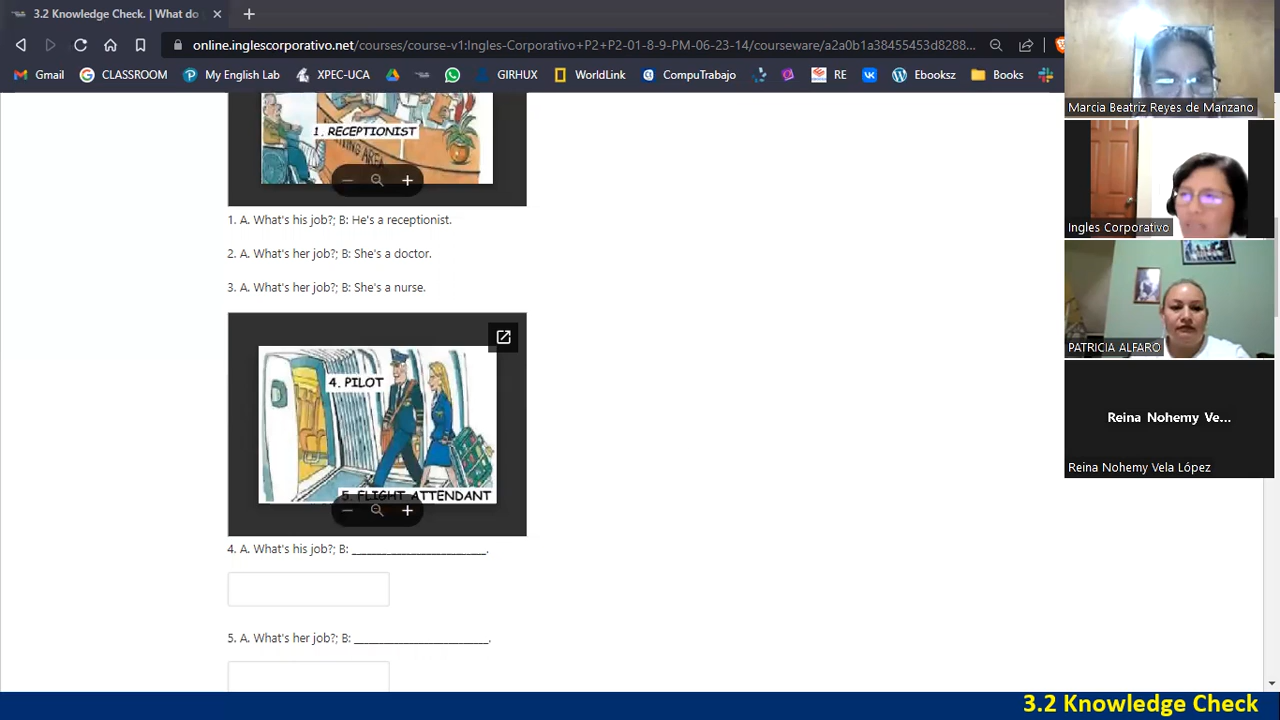 3.2 Knowledge Check. | What do
online.inglescorporativo.net/courses/course-v1:Ingles-Corporativo+P2+P2-01-8-9-PM-06-23-14/courseware/a2a0b1a38455453d8288...
Gmail CLASSROOM My English Lab XPEC-UCA GIRHUX WorldLink CompuTrabajo RE Ebooksz Books
1. RECEPTIONIST
AREA
1. A. What's his job?; B: He's a receptionist.
2. A. What's her job?; B: She's a doctor.
3. A. What's her job?; B: She's a nurse.
4. PILOT
5. FLIGHT ATTENDANT
4. A. What's his job?; B: _________________________.
5. A. What's her job?; B: _________________________.
Marcia Beatriz Reyes de Manzano
Ingles Corporativo
PATRICIA ALFARO
Reina Nohemy Ve...
Reina Nohemy Vela López
3.2 Knowledge Check